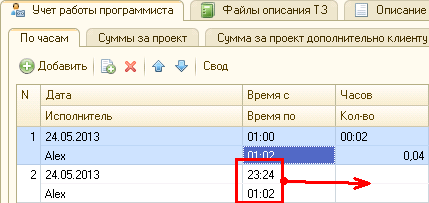 Учет работы программиста Файлы описания ТЗ Описание
По часам Суммы за проект Сумма за проект дополнительно клиенту
Добавить Свод
N Дата Время с Часов
Исполнитель Время по Кол-во
1 24.05.2013 01:00 00:02
Alex 01:02 0,04
2 24.05.2013 23:24
Alex 01:02